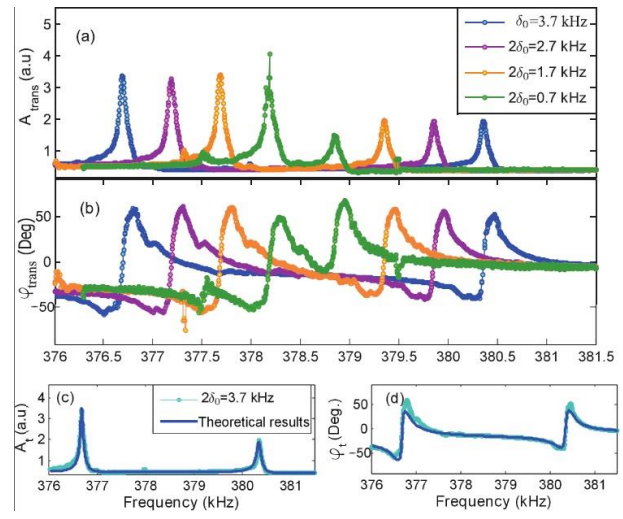 (a)
A_trans (a.u)
5
4
3
2
1
δ₀=3.7 kHz
2δ₀=2.7 kHz
2δ₀=1.7 kHz
2δ₀=0.7 kHz
(b)
φ_trans (Deg)
50
0
-50
376 376.5 377 377.5 378 378.5 379 379.5 380 380.5 381 381.5
(c)
A_t (a.u)
4
3
2
1
2δ₀=3.7 kHz
Theoretical results
376 377 378 379 380 381
Frequency (kHz)
(d)
φ_t (Deg.)
50
0
-50
376 377 378 379 380 381
Frequency (kHz)